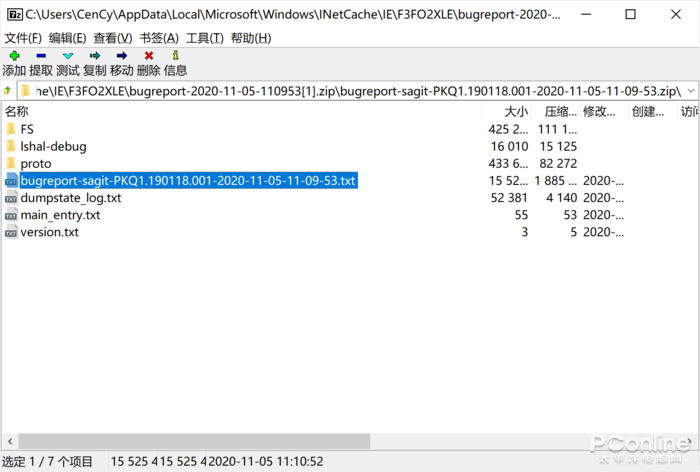 7z C:\Users\CenCy\AppData\Local\Microsoft\Windows\INetCache\IE\F3FO2XLE\bugreport-2020-...
文件(F) 编辑(E) 查看(V) 书签(A) 工具(T) 帮助(H)
添加 提取 测试 复制 移动 删除 信息
he\IE\F3FO2XLE\bugreport-2020-11-05-110953[1].zip\bugreport-sagit-PKQ1.190118.001-2020-11-05-11-09-53.zip\
名称 大小 压缩... 修改... 创建... 访问
FS 425 2... 111 1...
lshal-debug 16 010 15 125
proto 433 6... 82 272
bugreport-sagit-PKQ1.190118.001-2020-11-05-11-09-53.txt 15 52... 1 885 ... 2020-...
TXT dumpstate_log.txt 52 381 4 140 2020-...
TXT main_entry.txt 55 53 2020-...
TXT version.txt 3 5 2020-...
选定 1 / 7 个项目 15 525 4 15 525 4 2020-11-05 11:10:52
PConline
太平洋电脑网